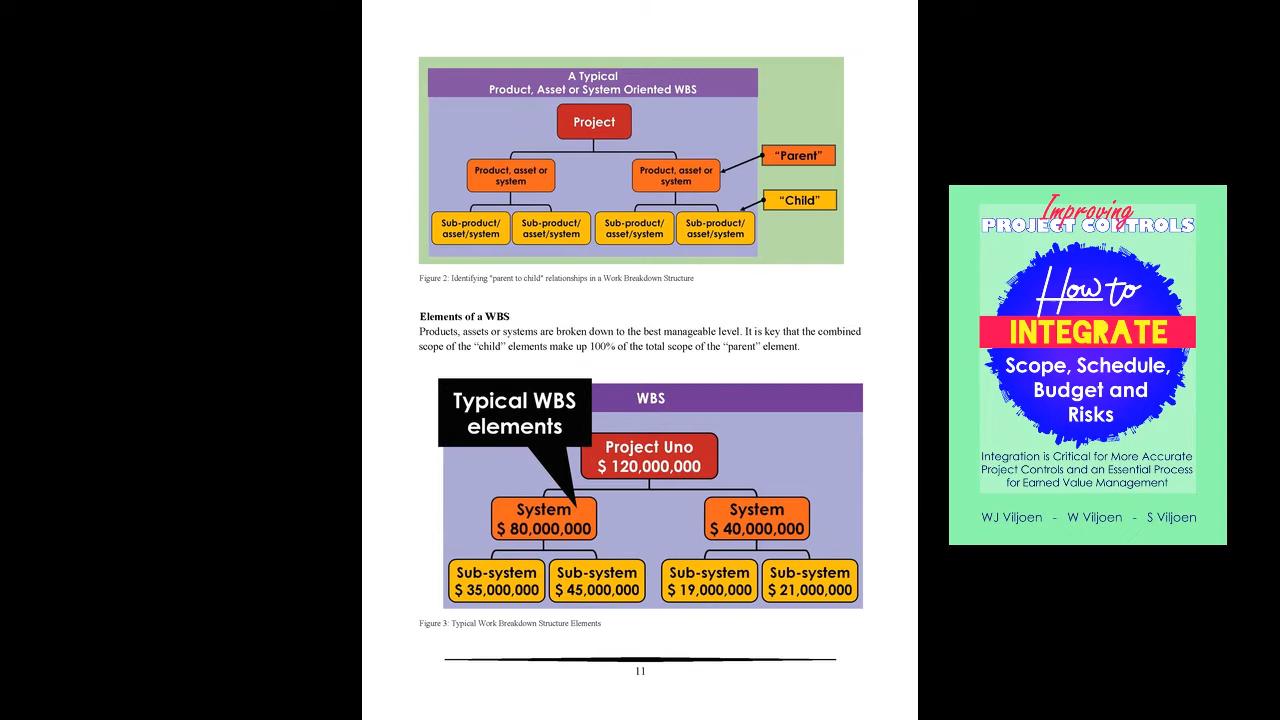 A Typical
Product, Asset or System Oriented WBS
Project
Product, asset or
system
Product, asset or
system
“Parent”
“Child”
Sub-product/
asset/system
Sub-product/
asset/system
Sub-product/
asset/system
Sub-product/
asset/system
Figure 2: Identifying "parent to child" relationships in a Work Breakdown Structure
Elements of a WBS
Products, assets or systems are broken down to the best manageable level. It is key that the combined
scope of the “child” elements make up 100% of the total scope of the “parent” element.
Typical WBS
elements
WBS
Project Uno
$ 120,000,000
System
$ 80,000,000
System
$ 40,000,000
Sub-system
$ 35,000,000
Sub-system
$ 45,000,000
Sub-system
$ 19,000,000
Sub-system
$ 21,000,000
Figure 3: Typical Work Breakdown Structure Elements
11
Improving
PROJECT CONTROLS
How to
INTEGRATE
Scope, Schedule,
Budget and
Risks
Integration is Critical for More Accurate
Project Controls and an Essential Process
for Earned Value Management
WJ Viljoen - W Viljoen - S Viljoen